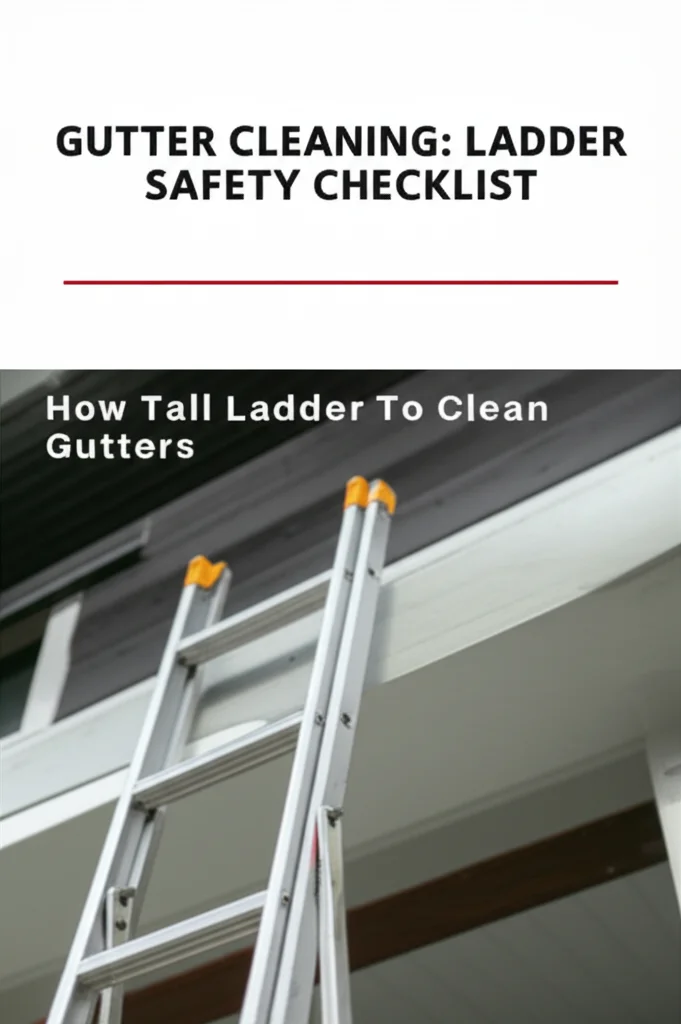 GUTTER CLEANING: LADDER
SAFETY CHECKLIST
How Tall Ladder To Clean
Gutters